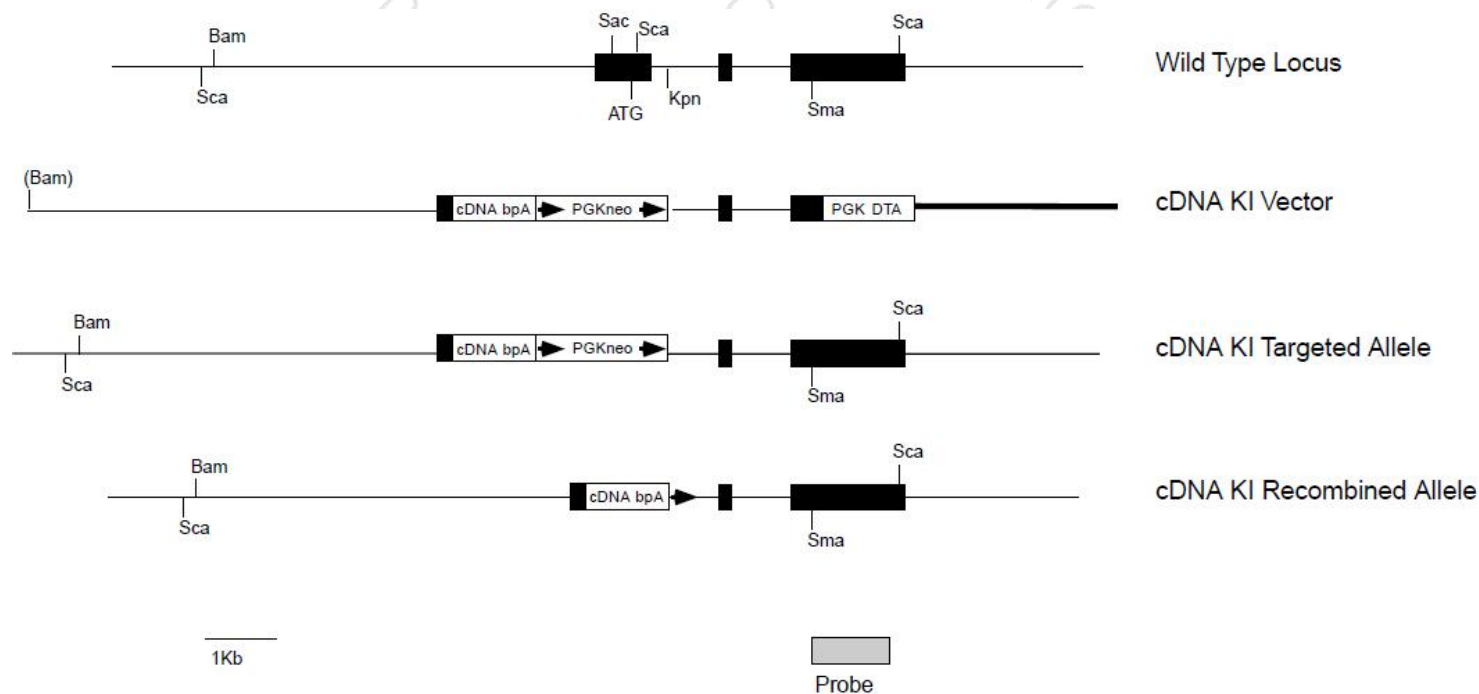 Sac
Sca
Sca
Bam
Wild Type Locus
Sca
Kpn
ATG
Sma
(Bam)
cDNA bpA
PGKneo
PGK DTA
cDNA KI Vector
Bam
Sca
cDNA bpA
PGKneo
cDNA KI Targeted Allele
Sca
Sma
Bam
Sca
cDNA bpA
cDNA KI Recombined Allele
Sca
Sma
1Kb
Probe